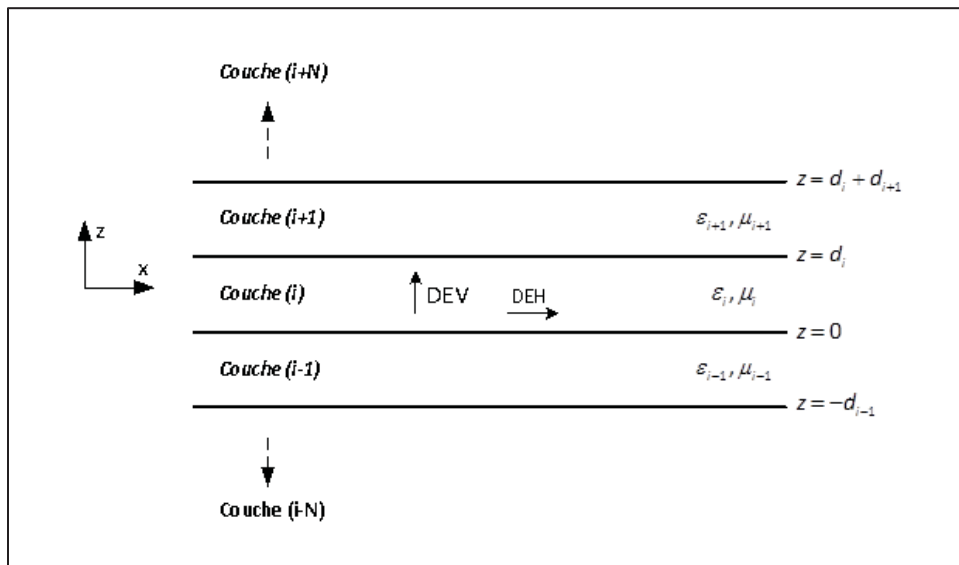 Couche (i+N)
z = d_i + d_{i+1}
Couche (i+1)
ε_{i+1}, μ_{i+1}
z
z = d_i
x
Couche (i)
DEV
DEH
ε_i, μ_i
z = 0
Couche (i-1)
ε_{i-1}, μ_{i-1}
z = -d_{i-1}
Couche (i-N)